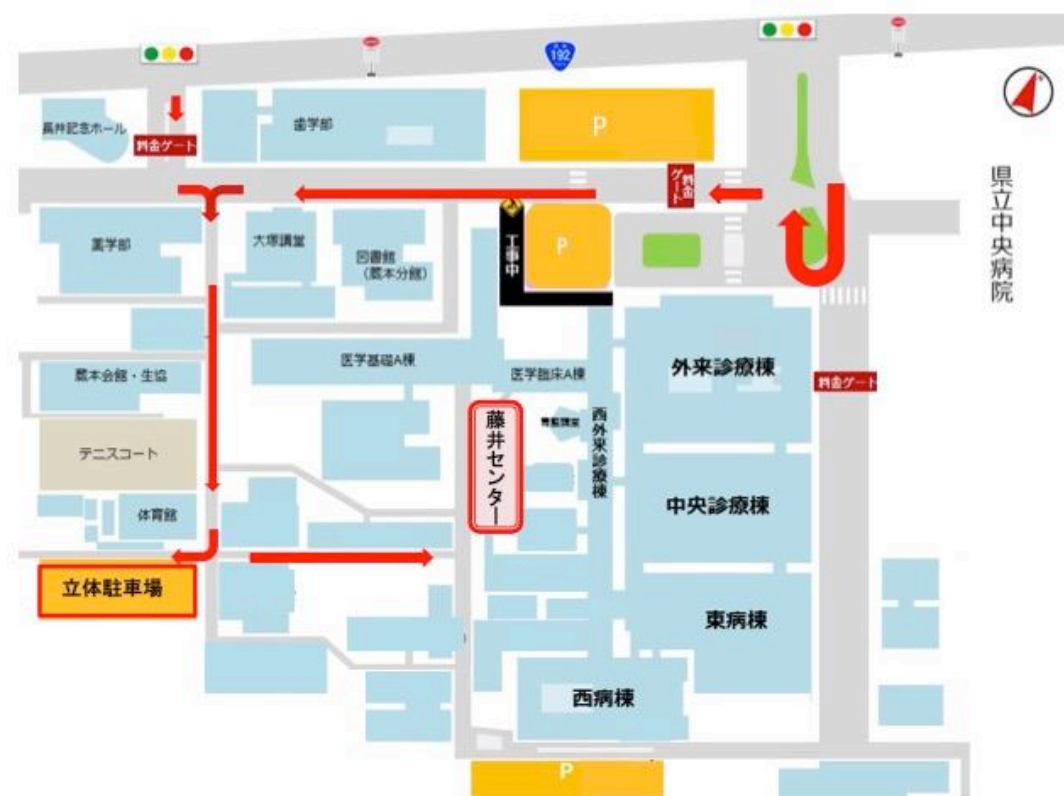 192
長井記念ホール
料金ゲート
歯学部
P
料金
ゲート
県立中央病院
薬学部
大塚講堂
図書館
(蔵本分館)
工事中
P
外来診療棟
医学基礎A棟
医学臨床A棟
料金ゲート
蔵本会館・生協
西外来診療棟
藤井センター
テニスコート
中央診療棟
体育館
立体駐車場
東病棟
西病棟
P